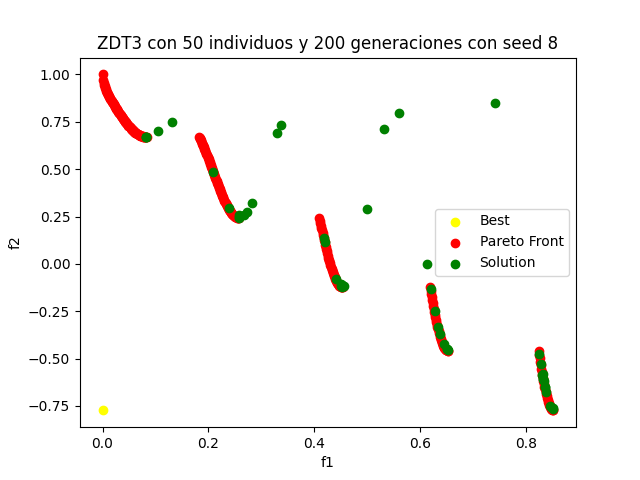 ZDT3 con 50 individuos y 200 generaciones con seed 8
1.00
0.75
0.50
0.25
0.00
−0.25
−0.50
−0.75
f2
Best
Pareto Front
Solution
0.0 0.2 0.4 0.6 0.8
f1